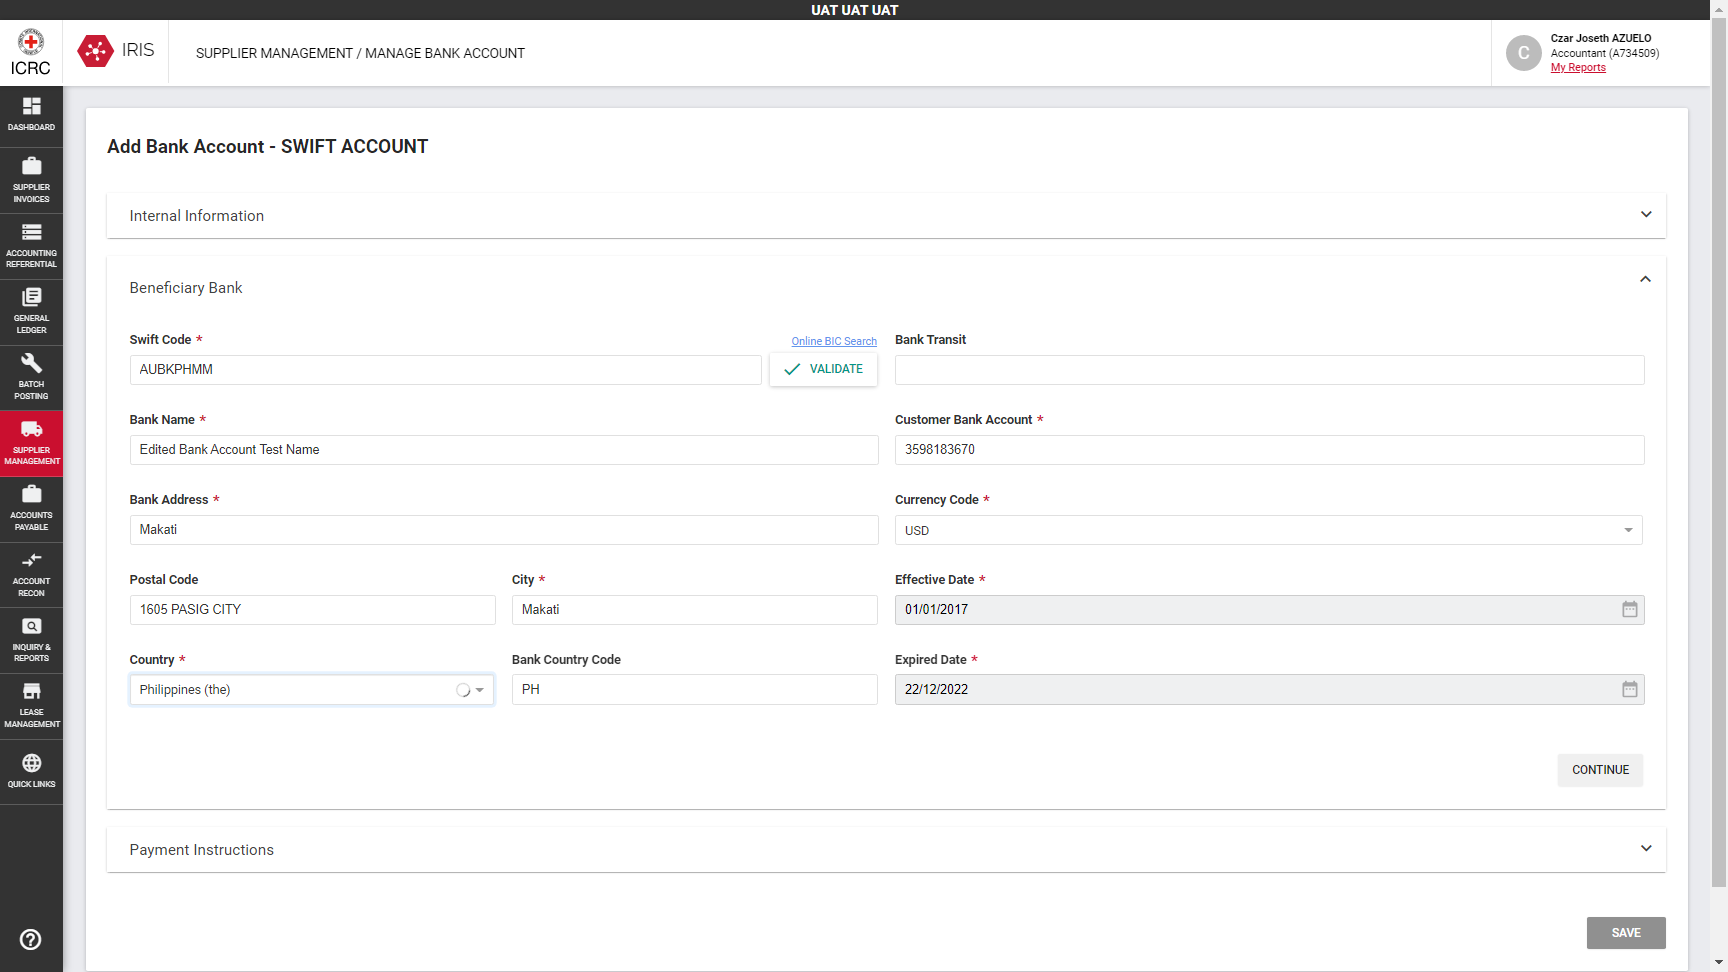 UAT UAT UAT
ICRC
IRIS
SUPPLIER MANAGEMENT / MANAGE BANK ACCOUNT
C
Czar Joseth AZUELO
Accountant (A734509)
My Reports
DASHBOARD
SUPPLIER
INVOICES
ACCOUNTING
REFERENTIAL
GENERAL
LEDGER
BATCH
POSTING
SUPPLIER
MANAGEMENT
ACCOUNTS
PAYABLE
ACCOUNT
RECON
INQUIRY &
REPORTS
LEASE
MANAGEMENT
QUICK LINKS
Add Bank Account - SWIFT ACCOUNT
Internal Information
Beneficiary Bank
Swift Code *
Online BIC Search
AUBKPHMM
VALIDATE
Bank Transit
Bank Name *
Edited Bank Account Test Name
Customer Bank Account *
3598183670
Bank Address *
Makati
Currency Code *
USD
Postal Code
1605 PASIG CITY
City *
Makati
Effective Date *
01/01/2017
Country *
Philippines (the)
Bank Country Code
PH
Expired Date *
22/12/2022
CONTINUE
Payment Instructions
SAVE